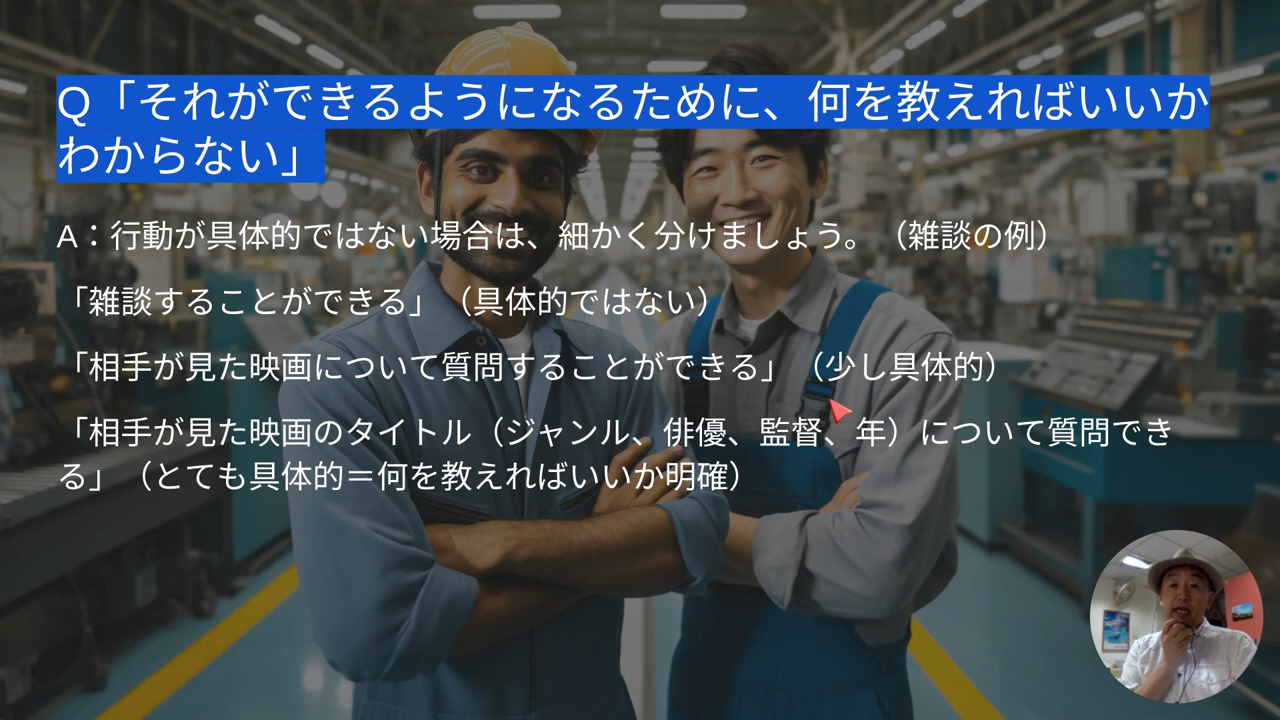 Q「それができるようになるために、何を教えればいいか
わからない」
A：行動が具体的ではない場合は、細かく分けましょう。（雑談の例）
「雑談することができる」（具体的ではない）
「相手が見た映画について質問することができる」（少し具体的）
「相手が見た映画のタイトル（ジャンル、俳優、監督、年）について質問でき
る」（とても具体的＝何を教えればいいか明確）